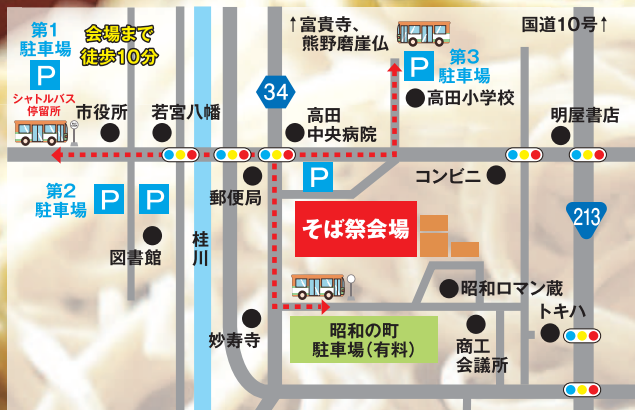 第1
駐車場
P
会場まで
徒歩10分
シャトルバス
停留所
市役所
若宮八幡
34
↑富貴寺、
熊野磨崖仏
P
第3
駐車場
国道10号↑
高田
中央病院
高田小学校
明屋書店
第2
駐車場
P
P
郵便局
P
コンビニ
213
図書館
桂川
そば祭会場
昭和ロマン蔵
妙寿寺
昭和の町
駐車場(有料)
商工
会議所
トキハ